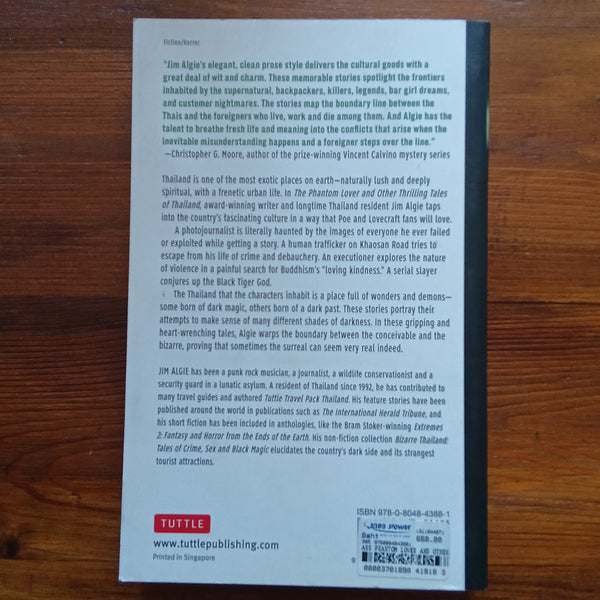 Fiction/Horror
"Jim Algie's elegant, clean prose style delivers the cultural goods with a
great deal of wit and charm. These memorable stories spotlight the frontiers
inhabited by the supernatural, backpackers, killers, legends, bar girl dreams,
and customer nightmares. The stories map the boundary line between the
Thais and the foreigners who live, work and die among them. And Algie has the
talent to breathe fresh life and meaning into the conflicts that arise when the
inevitable misunderstanding happens and a foreigner steps over the line."
—Christopher G. Moore, author of the prize-winning Vincent Calvino mystery series
Thailand is one of the most exotic places on earth—naturally lush and deeply
spiritual, with a frenetic urban life. In The Phantom Lover and Other Thrilling Tales
of Thailand, award-winning writer and longtime Thailand resident Jim Algie taps
into the country's fascinating culture in a way that Poe and Lovecraft fans will love.
A photojournalist is literally haunted by the images of everyone he ever failed
or exploited while getting a story. A human trafficker on Khaosan Road tries to
escape from his life of crime and debauchery. An executioner explores the nature
of violence in a painful search for Buddhism's "loving kindness." A serial slayer
conjures up the Black Tiger God.
The Thailand that the characters inhabit is a place full of wonders and demons—
some born of dark magic, others born of a dark past. These stories portray their
attempts to make sense of many different shades of darkness. In these gripping and
heart-wrenching tales, Algie warps the boundary between the conceivable and the
bizarre, proving that sometimes the surreal can seem very real indeed.
JIM ALGIE has been a punk rock musician, a journalist, a wildlife conservationist and a
security guard in a lunatic asylum. A resident of Thailand since 1992, he has contributed to
many travel guides and authored Tuttle Travel Pack Thailand. His feature stories have been
published around the world in publications such as The International Herald Tribune, and
his short fiction has been included in anthologies, like the Bram Stoker-winning Extremes
2: Fantasy and Horror from the Ends of the Earth. His non-fiction collection Bizarre Thailand:
Tales of Crime, Sex and Black Magic elucidates the country's dark side and its strangest
tourist attractions.
ISBN 978-0-8048-4388-1
TUTTLE
www.tuttlepublishing.com
Printed in Singapore
king power
Baht
650.00
ART PHANTOM LOVER AND OTHER
9